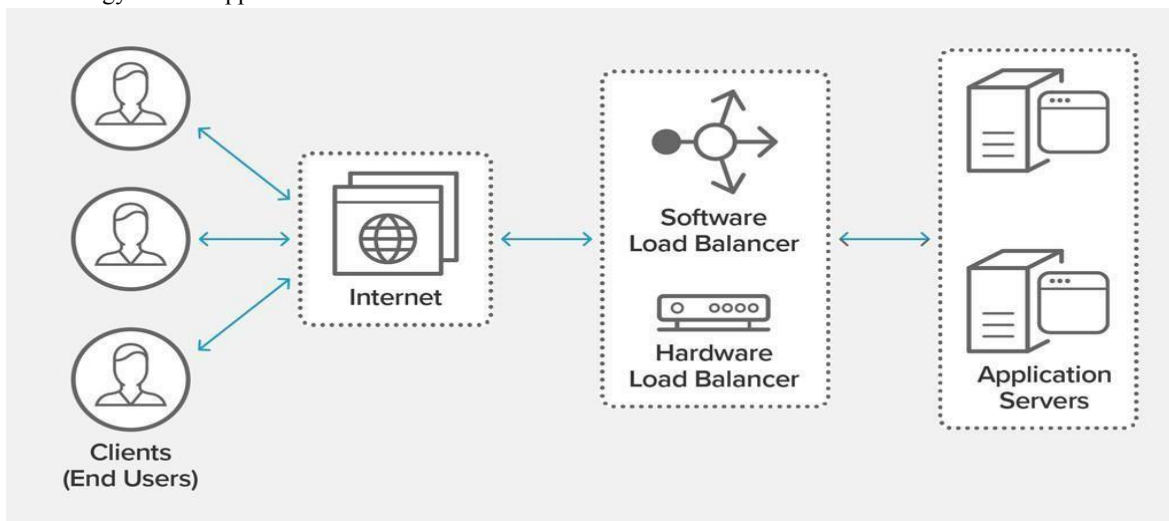 Clients
(End Users)
Internet
Software
Load Balancer
Hardware
Load Balancer
Application
Servers